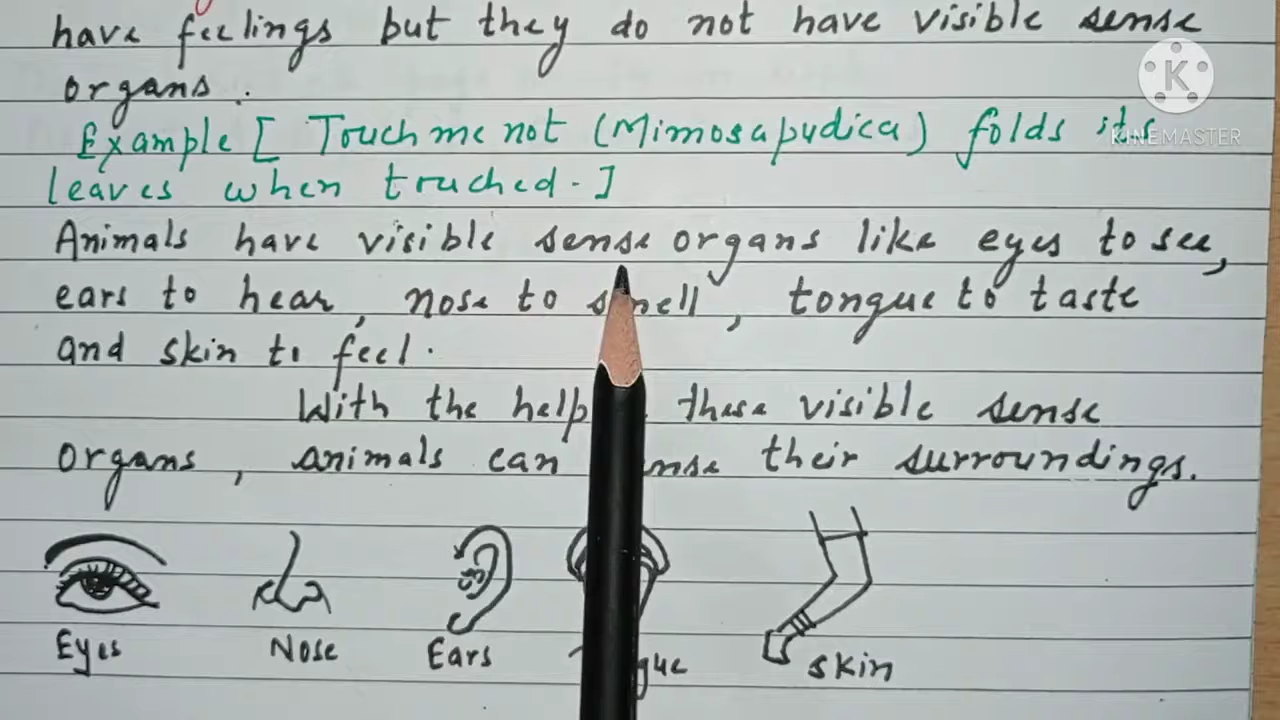 have feelings but they do not have visible sense
organs.
Example [ Touch me not (Mimosapudica) folds its
leaves when touched.]
Animals have visible sense organs like eyes to see,
ears to hear, nose to smell, tongue to taste
and skin to feel.
With the help these visible sense
organs, animals can their surroundings.
Eyes Nose Ears skin
K
KINEMASTER